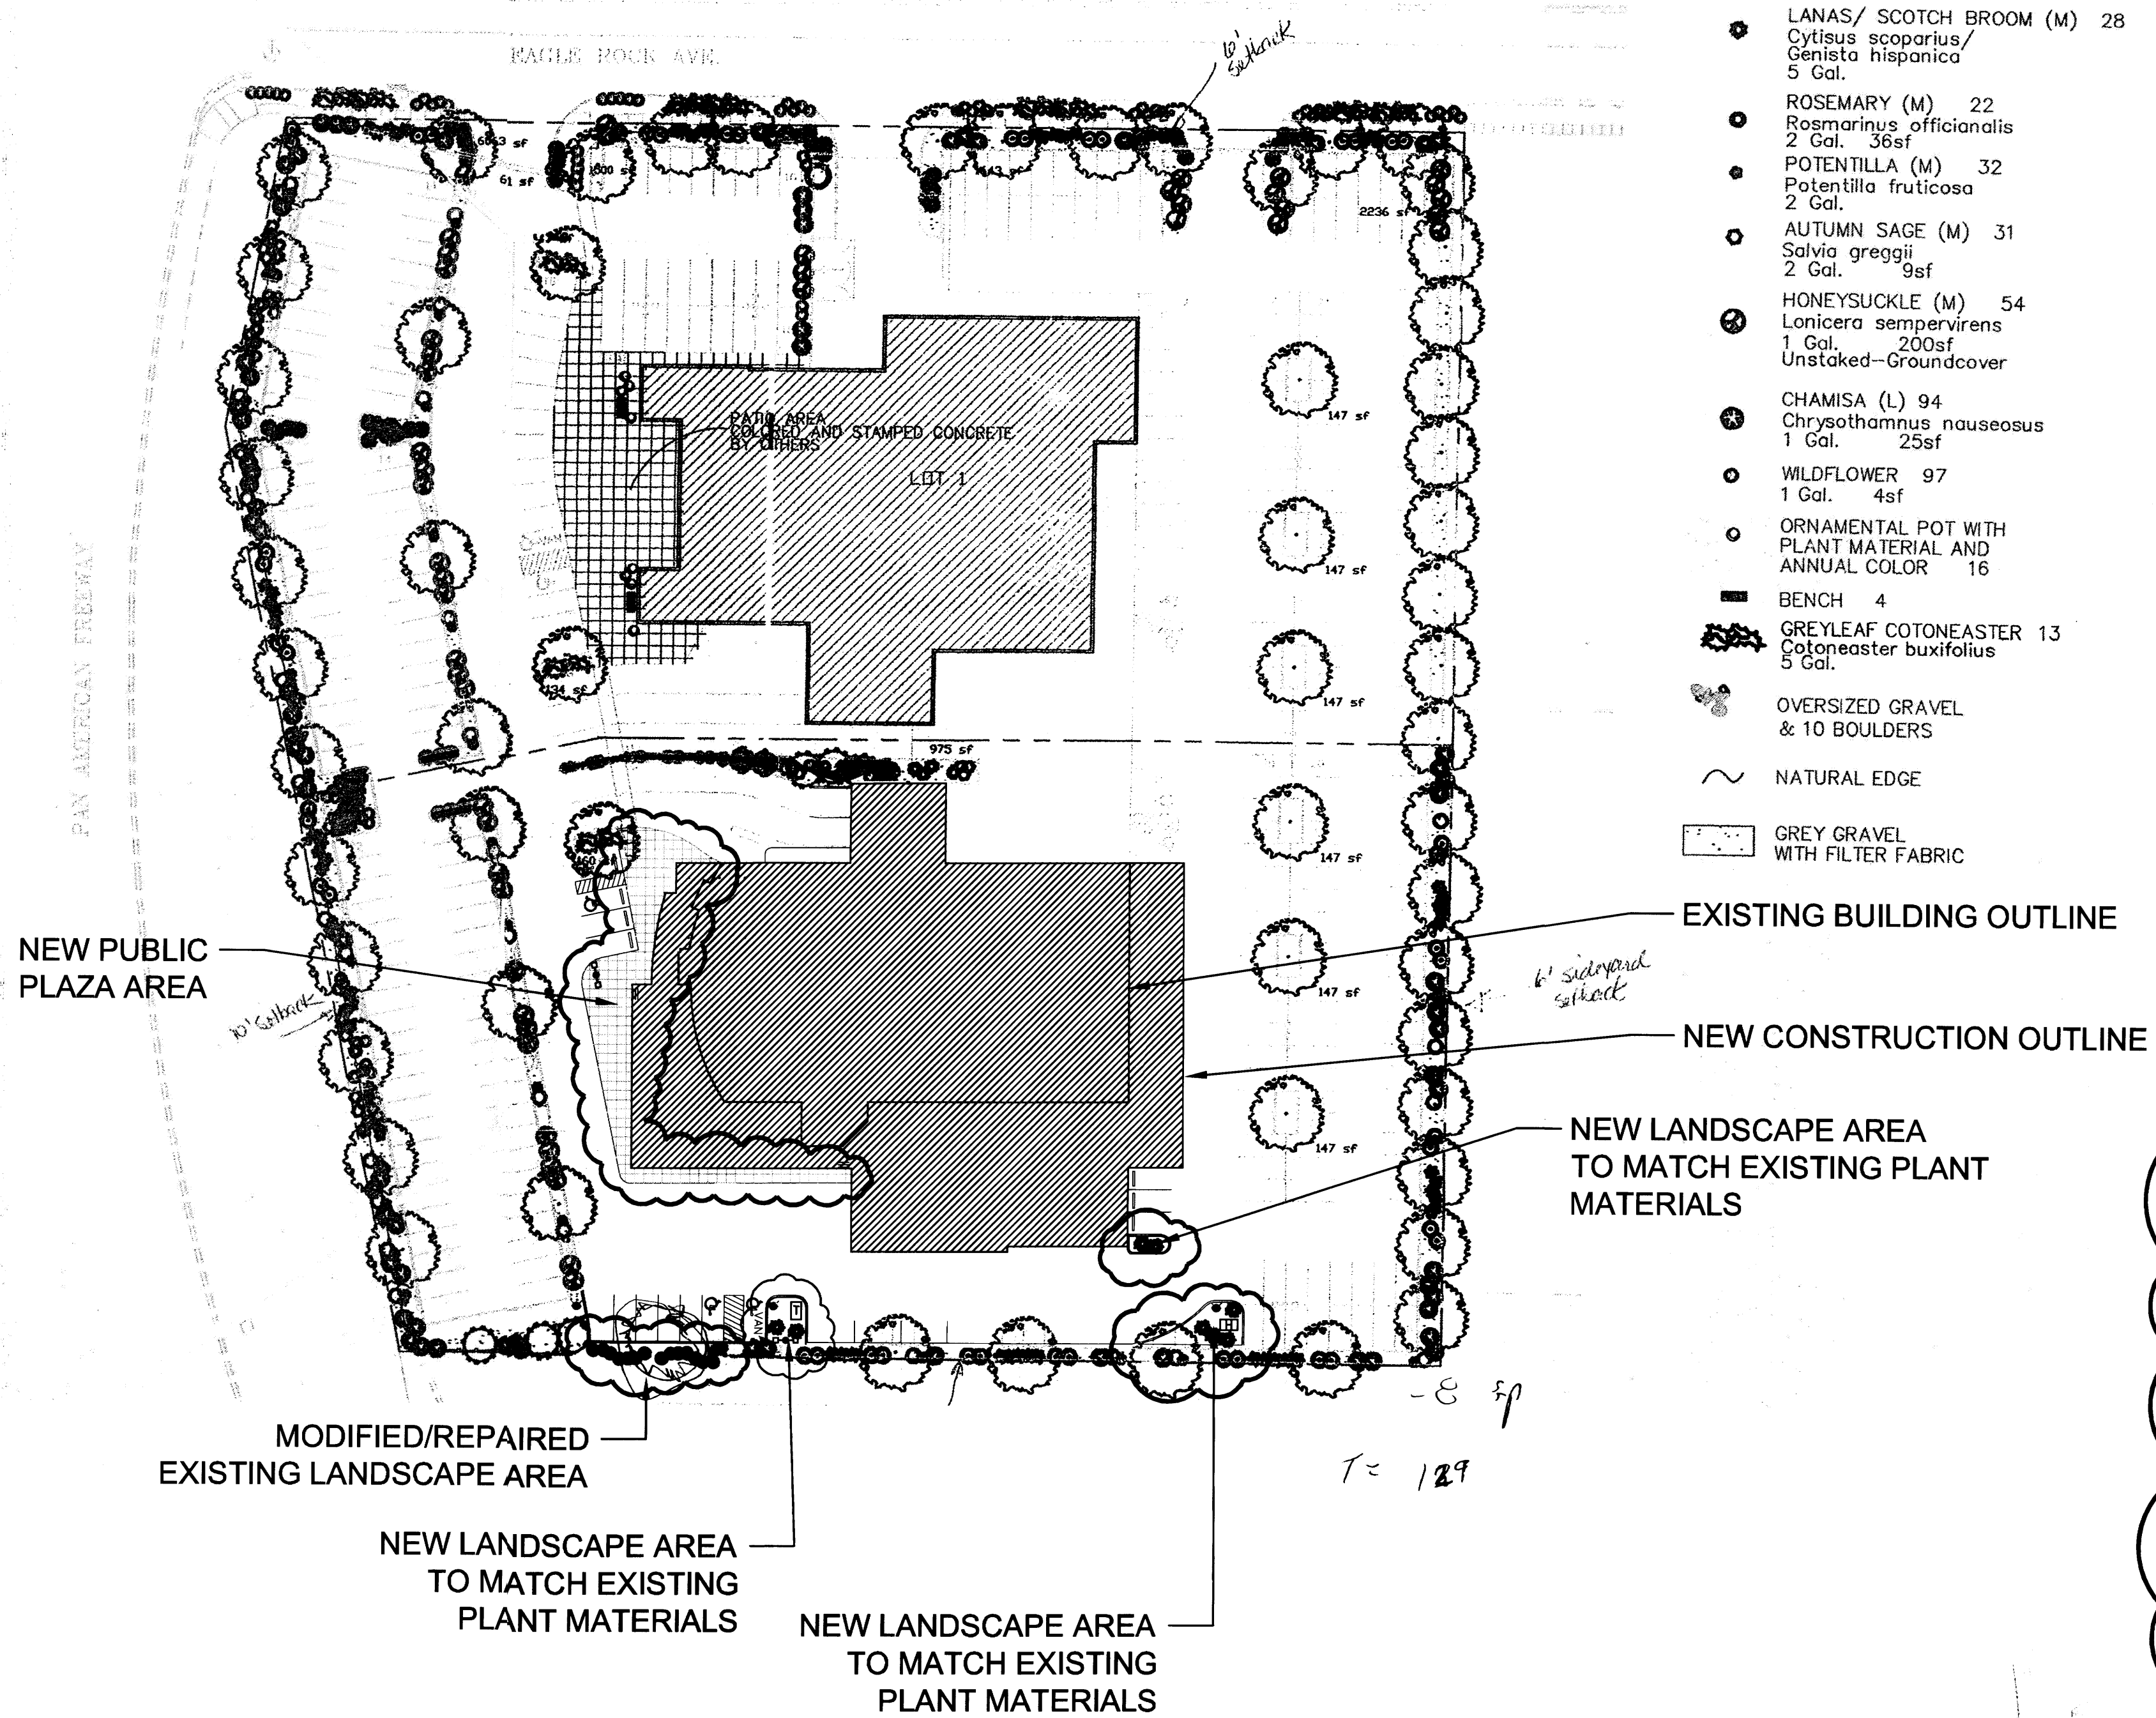 EAGLE ROCK AVE.
6' Setback
LANAS/ SCOTCH BROOM (M) 28
Cytisus scoparius/
Genista hispanica
5 Gal.
ROSEMARY (M) 22
Rosmarinus officianalis
2 Gal. 36sf
POTENTILLA (M) 32
Potentilla fruticosa
2 Gal.
AUTUMN SAGE (M) 31
Salvia greggii
2 Gal. 9sf
HONEYSUCKLE (M) 54
Lonicera sempervirens
1 Gal. 200sf
Unstaked-Groundcover
CHAMISA (L) 94
Chrysothamnus nauseosus
1 Gal. 25sf
WILDFLOWER 97
1 Gal. 4sf
ORNAMENTAL POT WITH
PLANT MATERIAL AND
ANNUAL COLOR 16
BENCH 4
GREYLEAF COTONEASTER 13
Cotoneaster buxifolius
5 Gal.
OVERSIZED GRAVEL
& 10 BOULDERS
NATURAL EDGE
GREY GRAVEL
WITH FILTER FABRIC
61 sf
2236 sf
PATIO AREA
COLORED AND STAMPED CONCRETE
BY OTHERS
LOT 1
147 sf
147 sf
147 sf
134 sf
975 sf
147 sf
147 sf
147 sf
PAN AMERICAN FREEWAY
EXISTING BUILDING OUTLINE
NEW PUBLIC
PLAZA AREA
10' Setback
6' sideyard
setback
NEW CONSTRUCTION OUTLINE
NEW LANDSCAPE AREA
TO MATCH EXISTING PLANT
MATERIALS
VAN
T
MODIFIED/REPAIRED
EXISTING LANDSCAPE AREA
NEW LANDSCAPE AREA
TO MATCH EXISTING
PLANT MATERIALS
NEW LANDSCAPE AREA
TO MATCH EXISTING
PLANT MATERIALS
T= 129